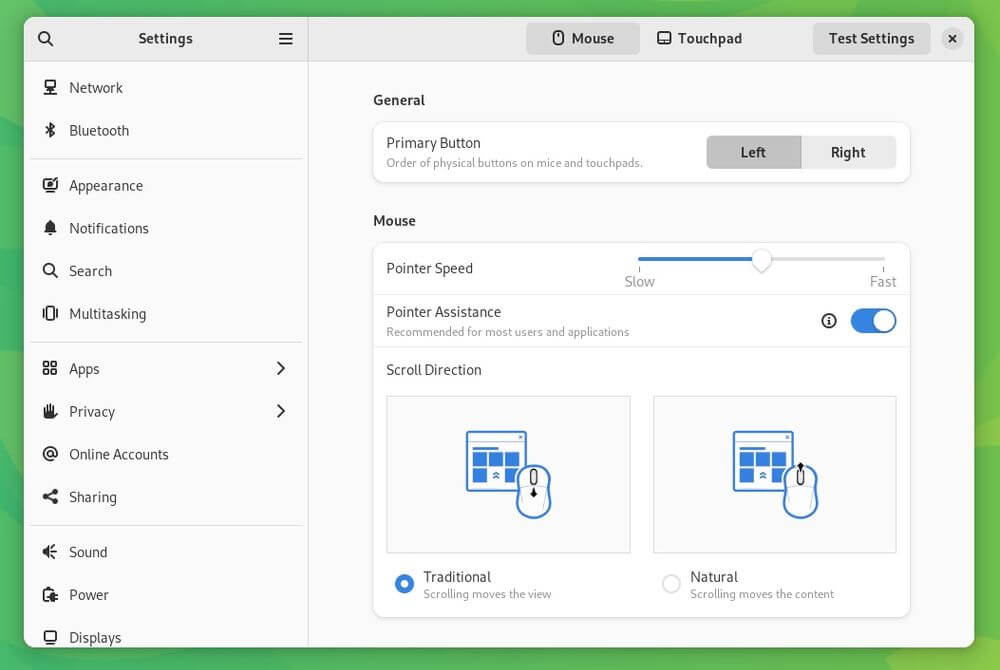 Settings
Mouse
Touchpad
Test Settings
Network
Bluetooth
Appearance
Notifications
Search
Multitasking
Apps
Privacy
Online Accounts
Sharing
Sound
Power
Displays
General
Primary Button
Order of physical buttons on mice and touchpads.
Left
Right
Mouse
Pointer Speed
Slow
Fast
Pointer Assistance
Recommended for most users and applications
Scroll Direction
Traditional
Scrolling moves the view
Natural
Scrolling moves the content